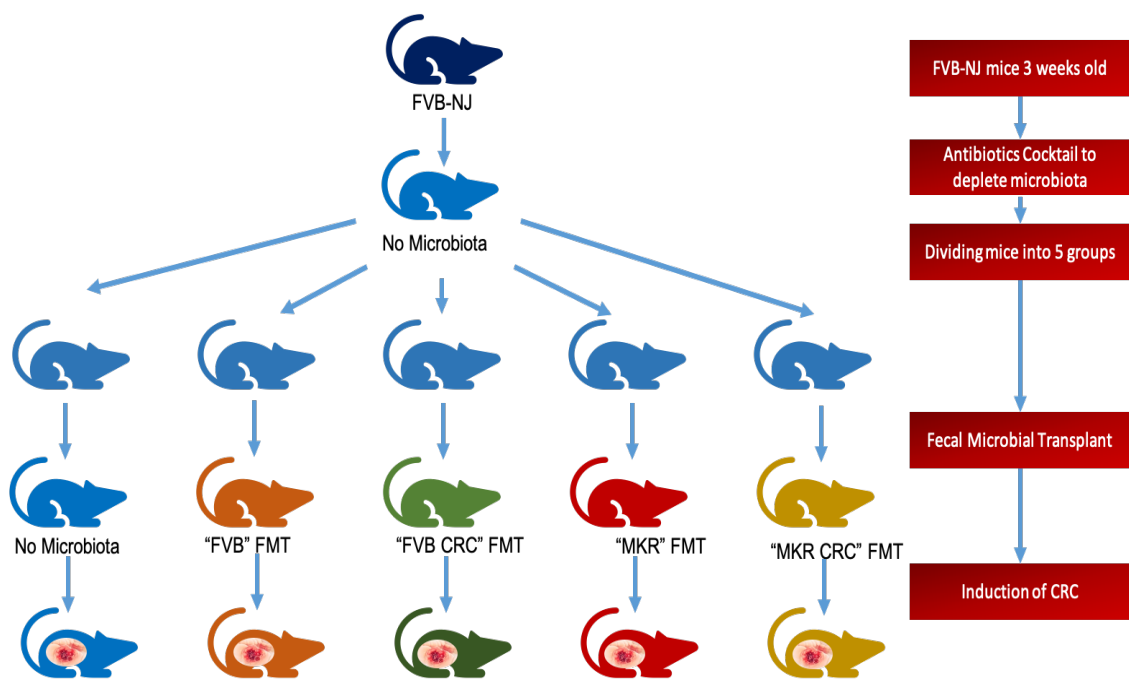 FVB-NJ
No Microbiota
No Microbiota
“FVB” FMT
“FVB CRC” FMT
“MKR” FMT
“MKR CRC” FMT
FVB-NJ mice 3 weeks old
Antibiotics Cocktail to
deplete microbiota
Dividing mice into 5 groups
Fecal Microbial Transplant
Induction of CRC